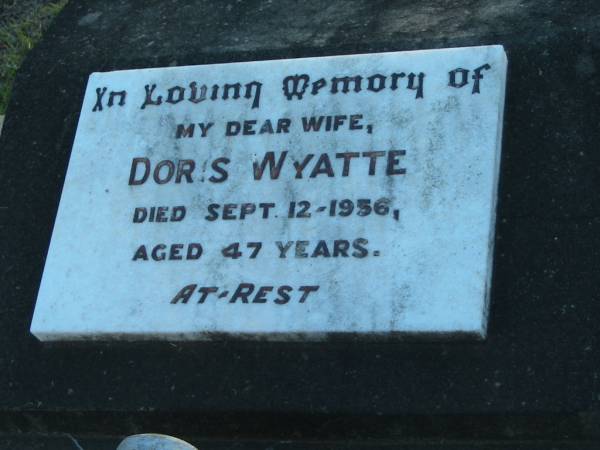 In Loving Memory of
MY DEAR WIFE,
DORIS WYATTE
DIED SEPT. 12-1956,
AGED 47 YEARS.
AT-REST